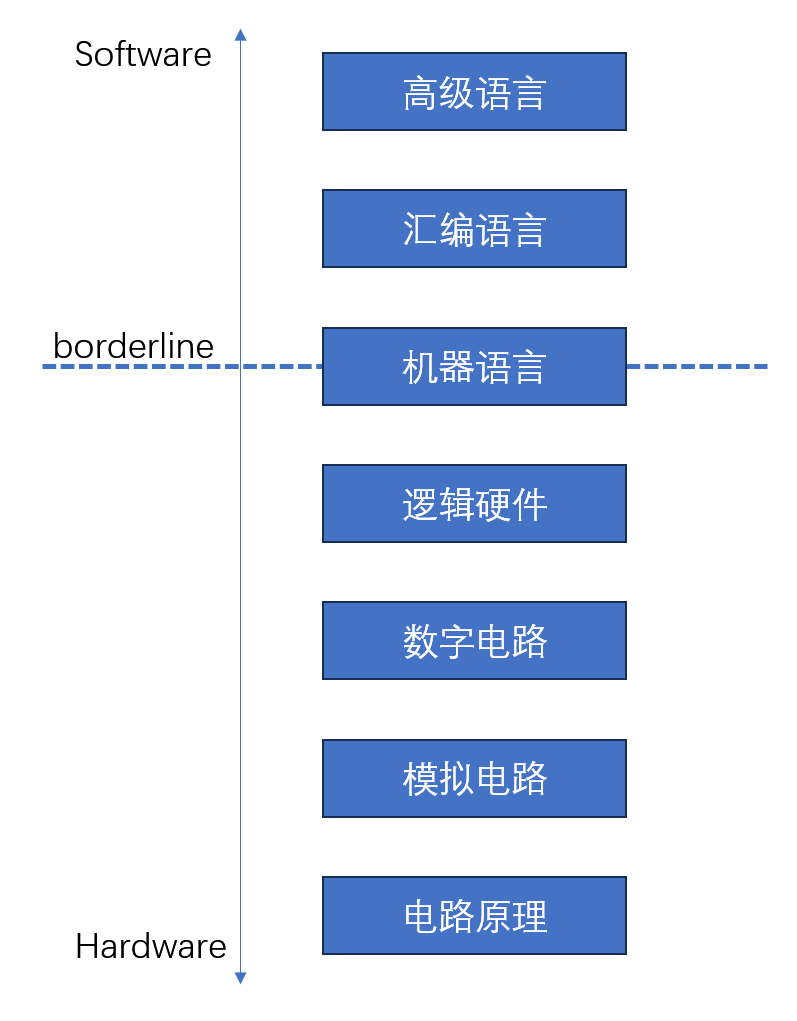 Software
高级语言
汇编语言
borderline
机器语言
逻辑硬件
数字电路
模拟电路
电路原理
Hardware